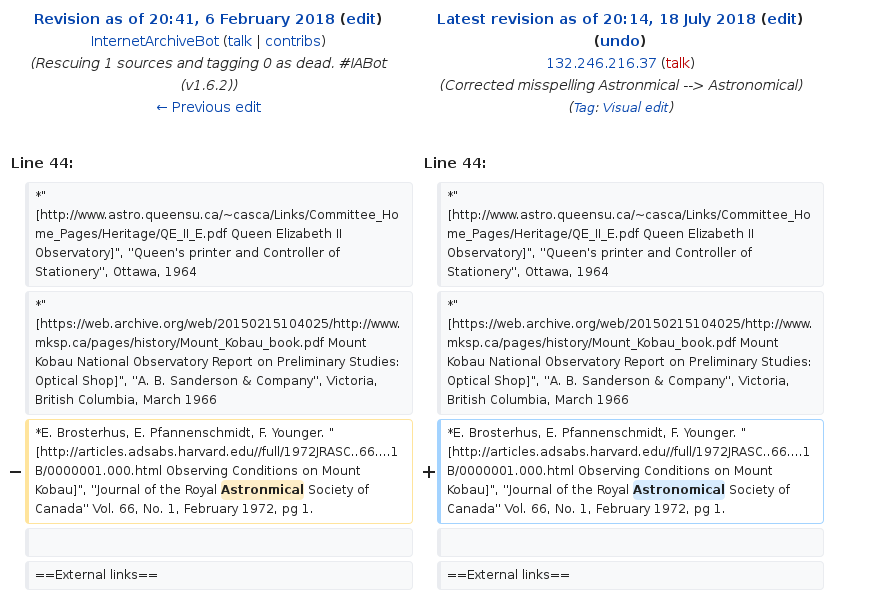 Revision as of 20:41, 6 February 2018 (edit)
InternetArchiveBot (talk | contribs)
(Rescuing 1 sources and tagging 0 as dead. #IABot
(v1.6.2))
← Previous edit
Latest revision as of 20:14, 18 July 2018 (edit)
(undo)
132.246.216.37 (talk)
(Corrected misspelling Astronmical --> Astronomical)
(Tag: Visual edit)
Line 44:
Line 44:
*"
[http://www.astro.queensu.ca/~casca/Links/Committee_Ho
me_Pages/Heritage/QE_II_E.pdf Queen Elizabeth II
Observatory]", ''Queen's printer and Controller of
Stationery'', Ottawa, 1964
*"
[http://www.astro.queensu.ca/~casca/Links/Committee_Ho
me_Pages/Heritage/QE_II_E.pdf Queen Elizabeth II
Observatory]", ''Queen's printer and Controller of
Stationery'', Ottawa, 1964
*"
[https://web.archive.org/web/20150215104025/http://www.
mksp.ca/pages/history/Mount_Kobau_book.pdf Mount
Kobau National Observatory Report on Preliminary Studies:
Optical Shop]", ''A. B. Sanderson & Company'', Victoria,
British Columbia, March 1966
*"
[https://web.archive.org/web/20150215104025/http://www.
mksp.ca/pages/history/Mount_Kobau_book.pdf Mount
Kobau National Observatory Report on Preliminary Studies:
Optical Shop]", ''A. B. Sanderson & Company'', Victoria,
British Columbia, March 1966
−
*E. Brosterhus, E. Pfannenschmidt, F. Younger. "
[http://articles.adsabs.harvard.edu//full/1972JRASC..66....1
B/0000001.000.html Observing Conditions on Mount
Kobau]", ''Journal of the Royal Astronmical Society of
Canada'' Vol. 66, No. 1, February 1972, pg 1.
+
*E. Brosterhus, E. Pfannenschmidt, F. Younger. "
[http://articles.adsabs.harvard.edu//full/1972JRASC..66....1
B/0000001.000.html Observing Conditions on Mount
Kobau]", ''Journal of the Royal Astronomical Society of
Canada'' Vol. 66, No. 1, February 1972, pg 1.
==External links==
==External links==